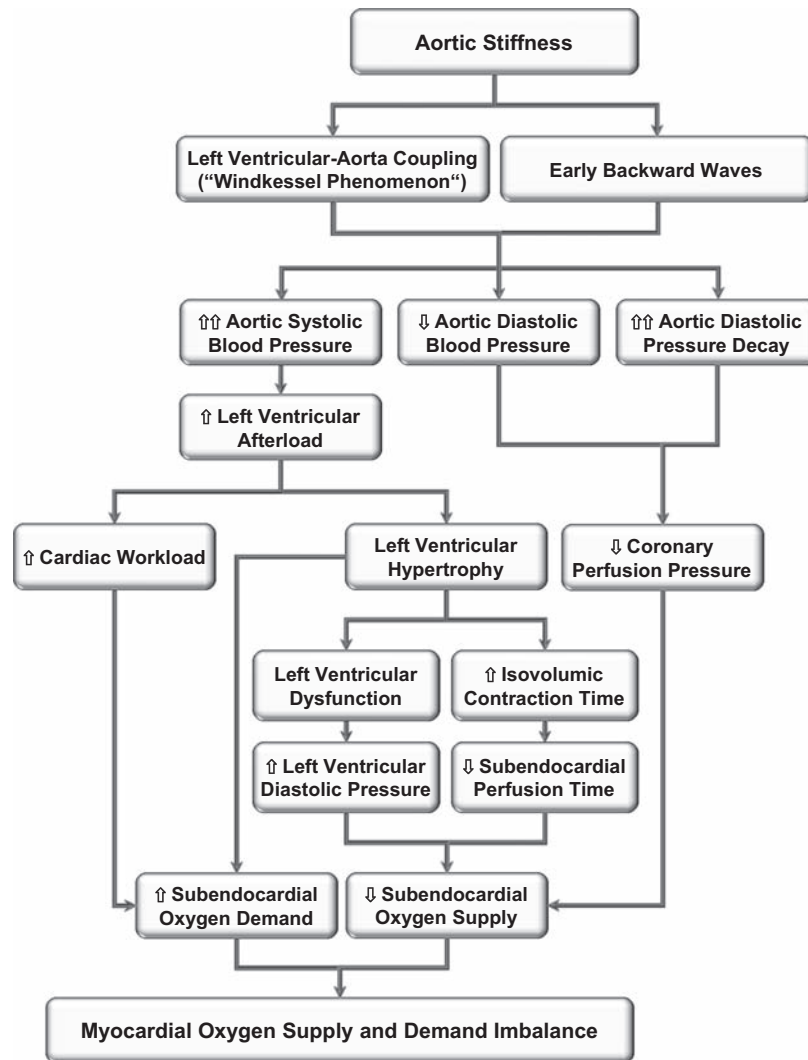 Aortic Stiffness
Left Ventricular-Aorta Coupling
(“Windkessel Phenomenon“)
Early Backward Waves
⇧⇧ Aortic Systolic
Blood Pressure
⇩ Aortic Diastolic
Blood Pressure
⇧⇧ Aortic Diastolic
Pressure Decay
⇧ Left Ventricular
Afterload
⇧ Cardiac Workload
Left Ventricular
Hypertrophy
⇩ Coronary
Perfusion Pressure
Left Ventricular
Dysfunction
⇧ Isovolumic
Contraction Time
⇧ Left Ventricular
Diastolic Pressure
⇩ Subendocardial
Perfusion Time
⇧ Subendocardial
Oxygen Demand
⇩ Subendocardial
Oxygen Supply
Myocardial Oxygen Supply and Demand Imbalance